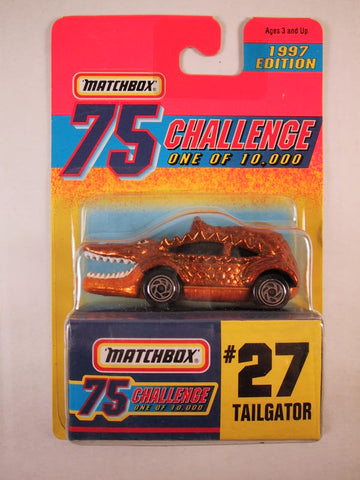 Ages 3 and Up
1997
EDITION
MATCHBOX®
75 CHALLENGE
ONE OF 10,000
MATCHBOX®
75 CHALLENGE
ONE OF 10,000
#27
TAILGATOR